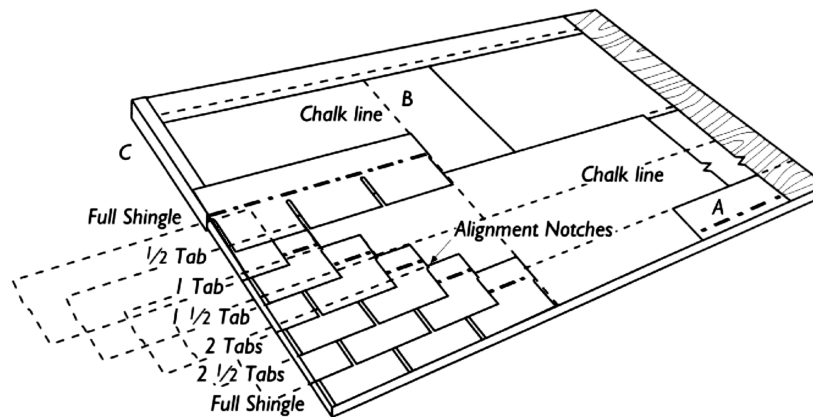 Chalk line
B
C
Chalk line
A
Full Shingle
Alignment Notches
1/2 Tab
1 Tab
1 1/2 Tab
2 Tabs
2 1/2 Tabs
Full Shingle